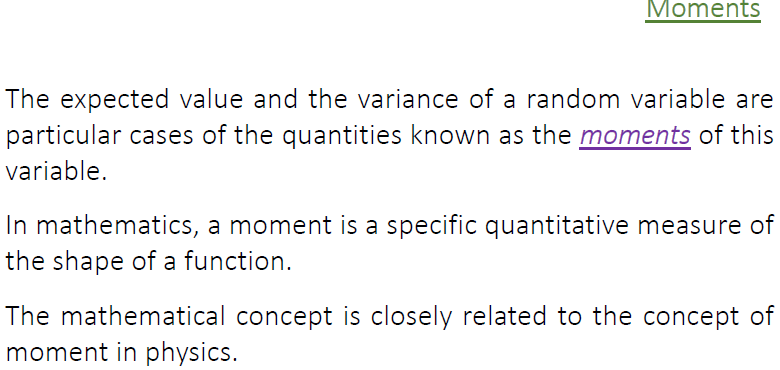 Moments
The expected value and the variance of a random variable are
particular cases of the quantities known as the moments of this
variable.
In mathematics, a moment is a specific quantitative measure of
the shape of a function.
The mathematical concept is closely related to the concept of
moment in physics.